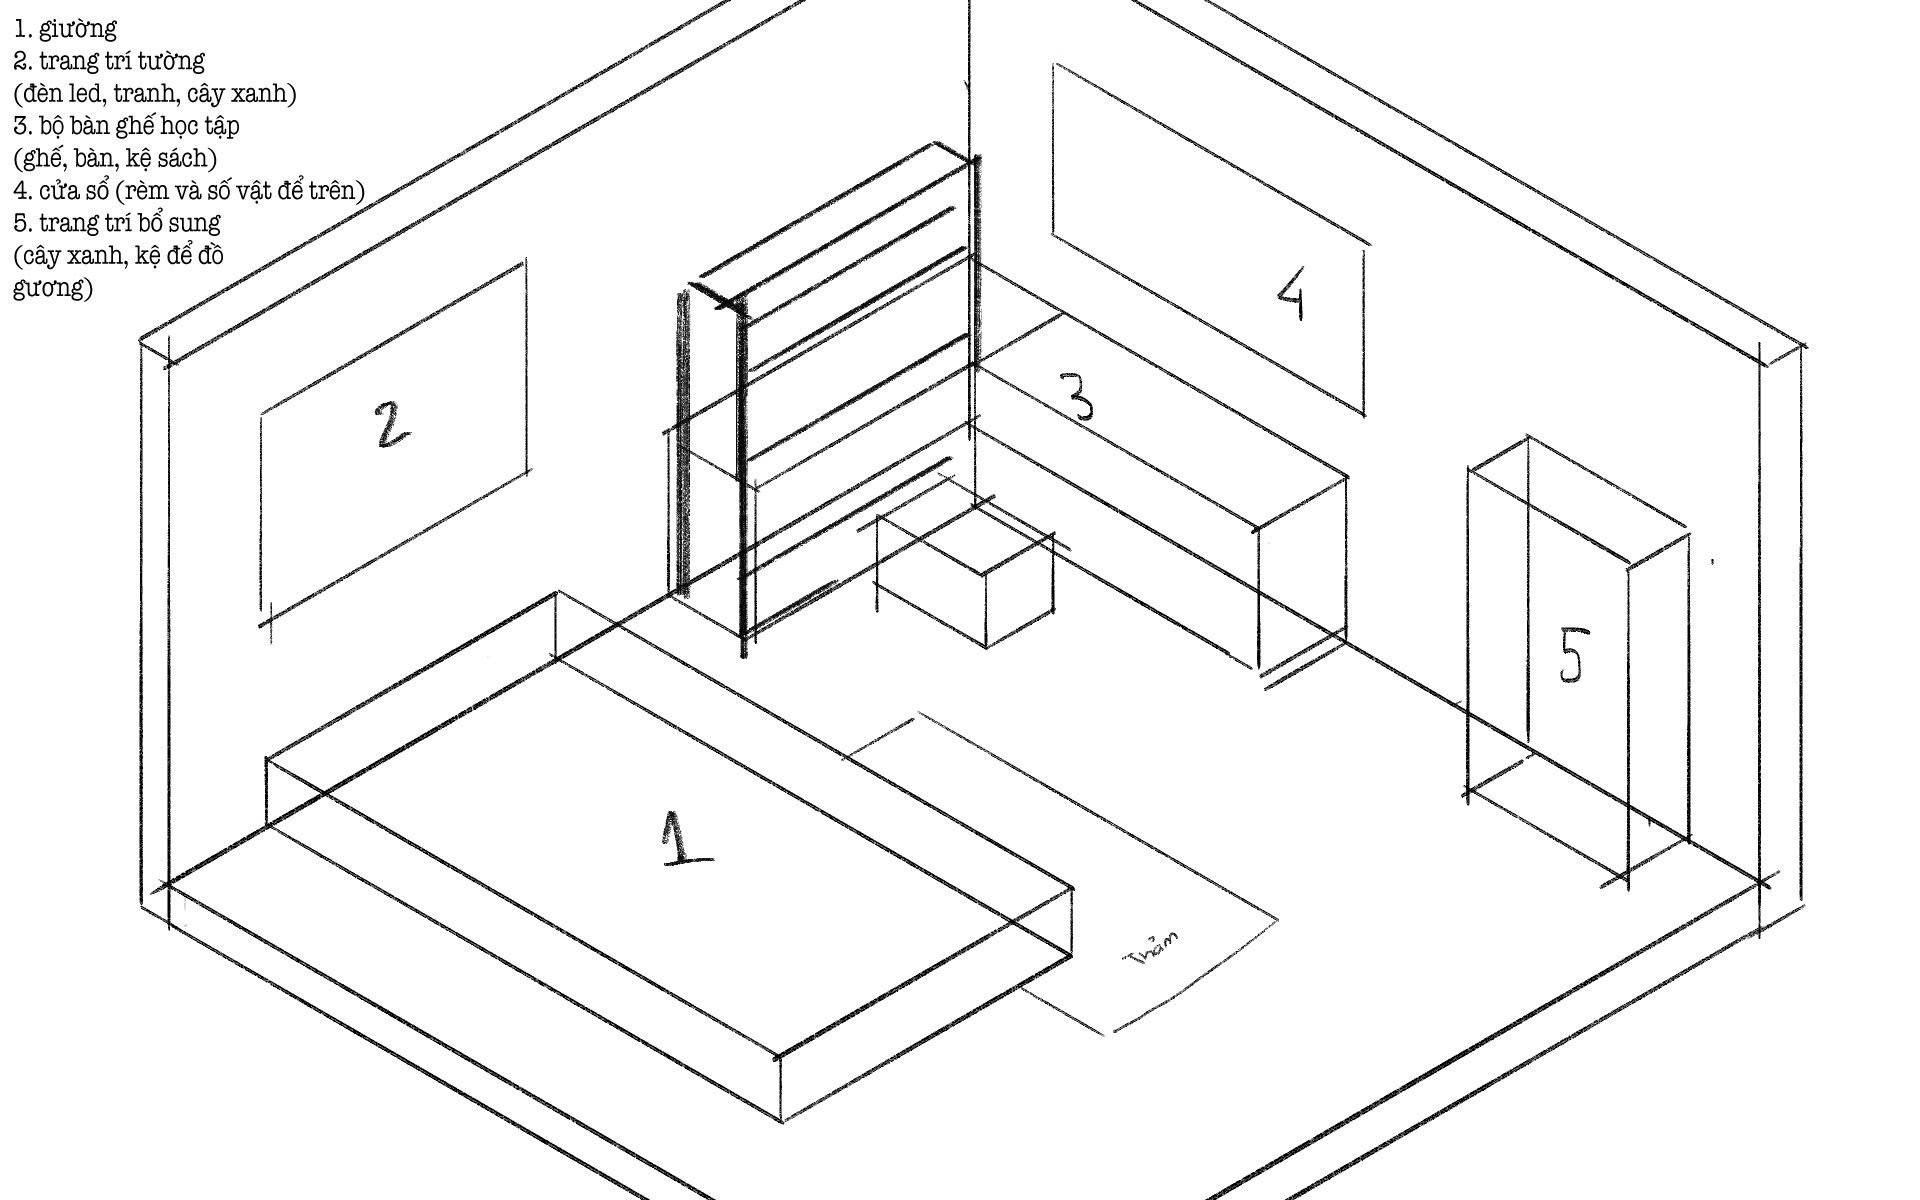 1. giường
2. trang trí tường
(đèn led, tranh, cây xanh)
3. bộ bàn ghế học tập
(ghế, bàn, kệ sách)
4. cửa sổ (rèm và số vật để trên)
5. trang trí bổ sung
(cây xanh, kệ để đồ
gương)
4
3
2
5
1
Thảm